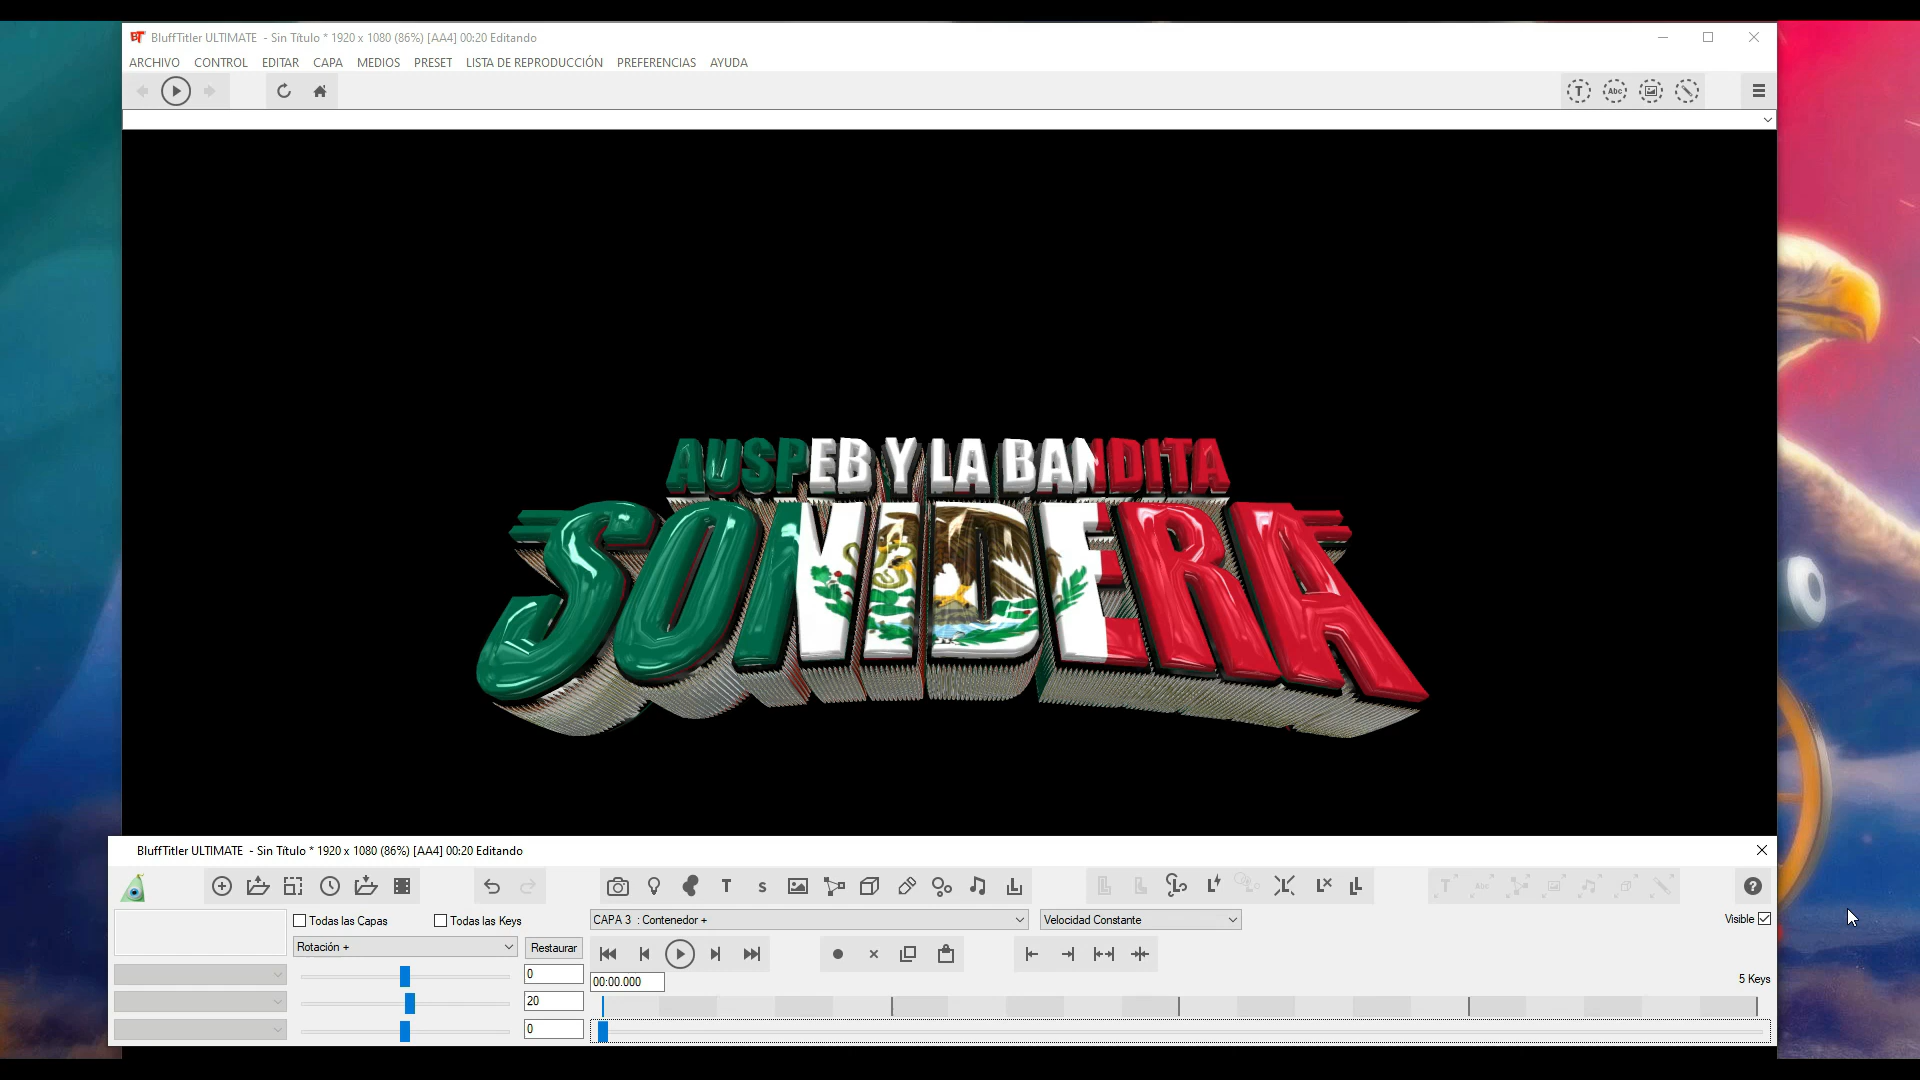 BluffTitler ULTIMATE - Sin Título * 1920 x 1080 (86%) [AA4] 00:20 Editando
ARCHIVO CONTROL EDITAR CAPA MEDIOS PRESET LISTA DE REPRODUCCIÓN PREFERENCIAS AYUDA
T Abc
AUSPEB Y LA BANDITA
SONIDERA
BluffTitler ULTIMATE - Sin Título * 1920 x 1080 (86%) [AA4] 00:20 Editando
T S
T Abc
Todas las Capas Todas las Keys CAPA 3 : Contenedor + Velocidad Constante Visible
Rotación + Restaurar
0 00:00.000 5 Keys
20
0